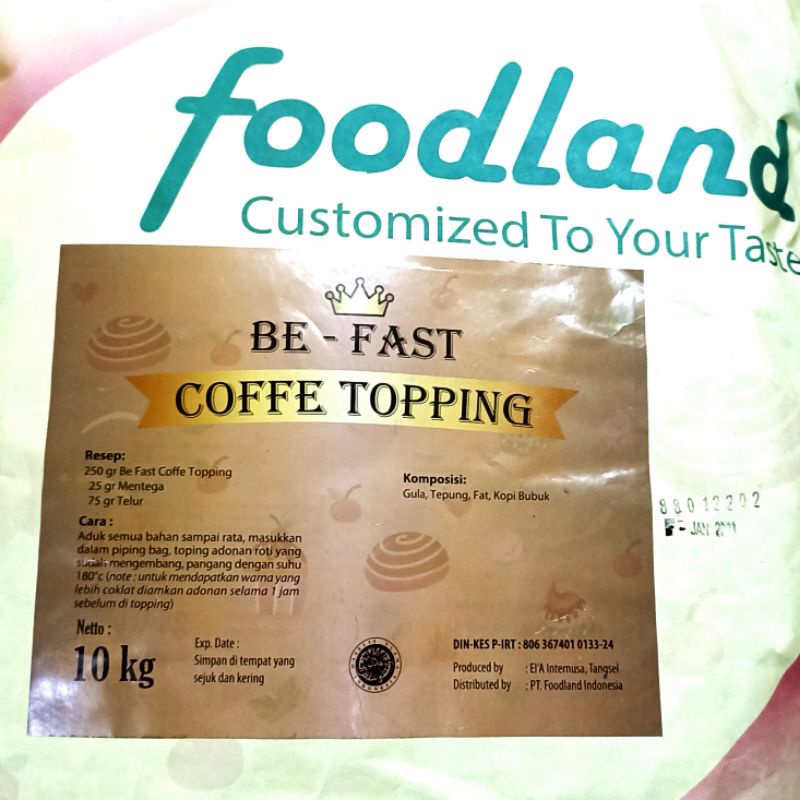 foodland
Customized To Your Taste
BE - FAST
COFFE TOPPING
Resep:
250 gr Be Fast Coffe Topping
25 gr Mentega
75 gr Telur
Komposisi:
Gula, Tepung, Fat, Kopi Bubuk
Cara :
Aduk semua bahan sampai rata, masukkan
dalam piping bag, toping adonan roti yang
sudah mengembang, pangang dengan suhu
180°c (note : untuk mendapatkan warna yang
lebih coklat diamkan adonan selama 1 jam
sebelum di topping)
88012202
JAN
Netto :
10 kg
Exp. Date :
Simpan di tempat yang
sejuk dan kering
DIN-KES P-IRT : 806 367401 0133-24
Produced by : El'A Internusa, Tangsel
Distributed by : PT. Foodland Indonesia